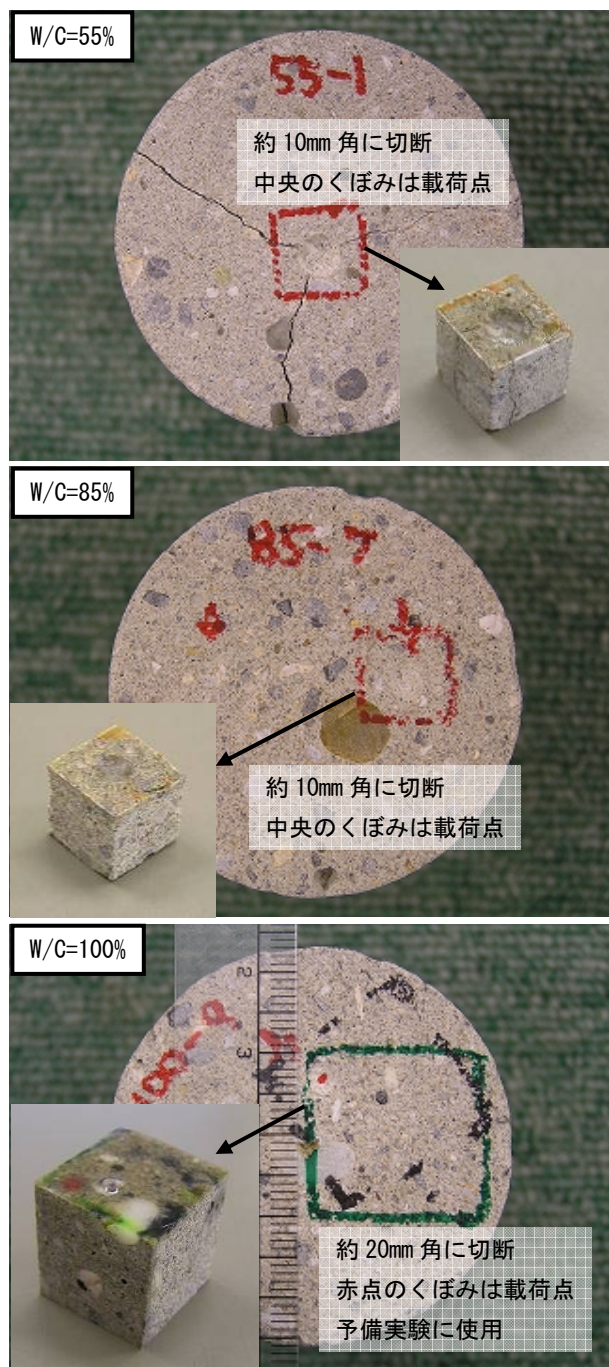 W/C=55%
55-1
約 10mm 角に切断
中央のくぼみは載荷点
W/C=85%
85-7
約 10mm 角に切断
中央のくぼみは載荷点
W/C=100%
100-9
2
3
約 20mm 角に切断
赤点のくぼみは載荷点
予備実験に使用